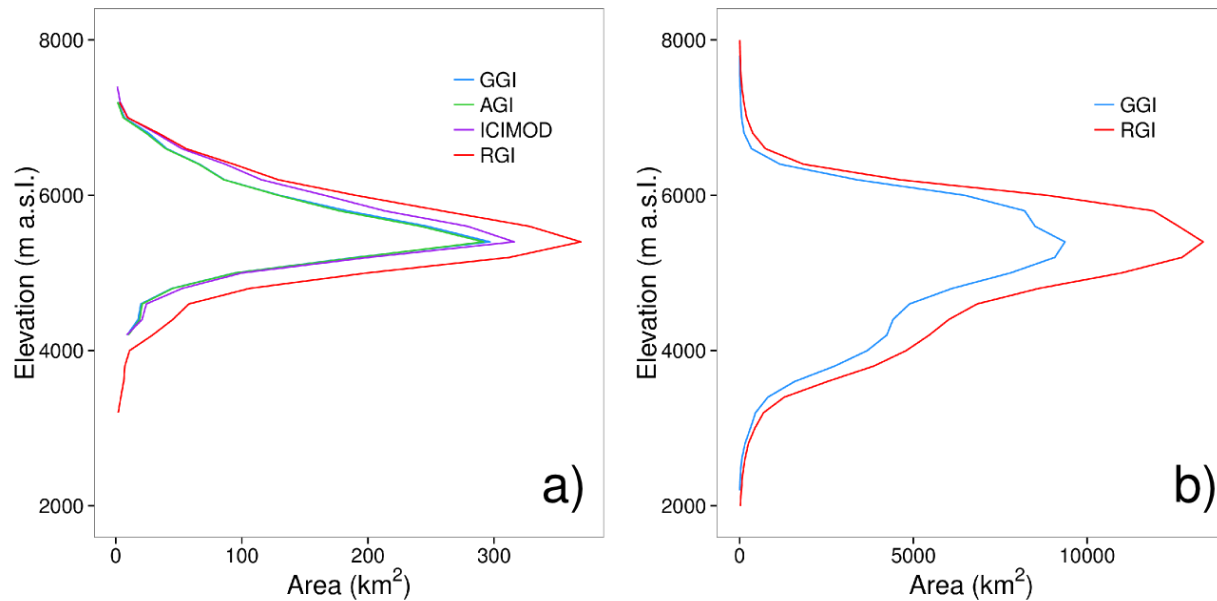 8000
6000
4000
2000
Elevation (m a.s.l.)
GGI
AGI
ICIMOD
RGI
a)
0
100
200
300
Area (km²)
8000
6000
4000
2000
Elevation (m a.s.l.)
GGI
RGI
b)
0
5000
10000
Area (km²)